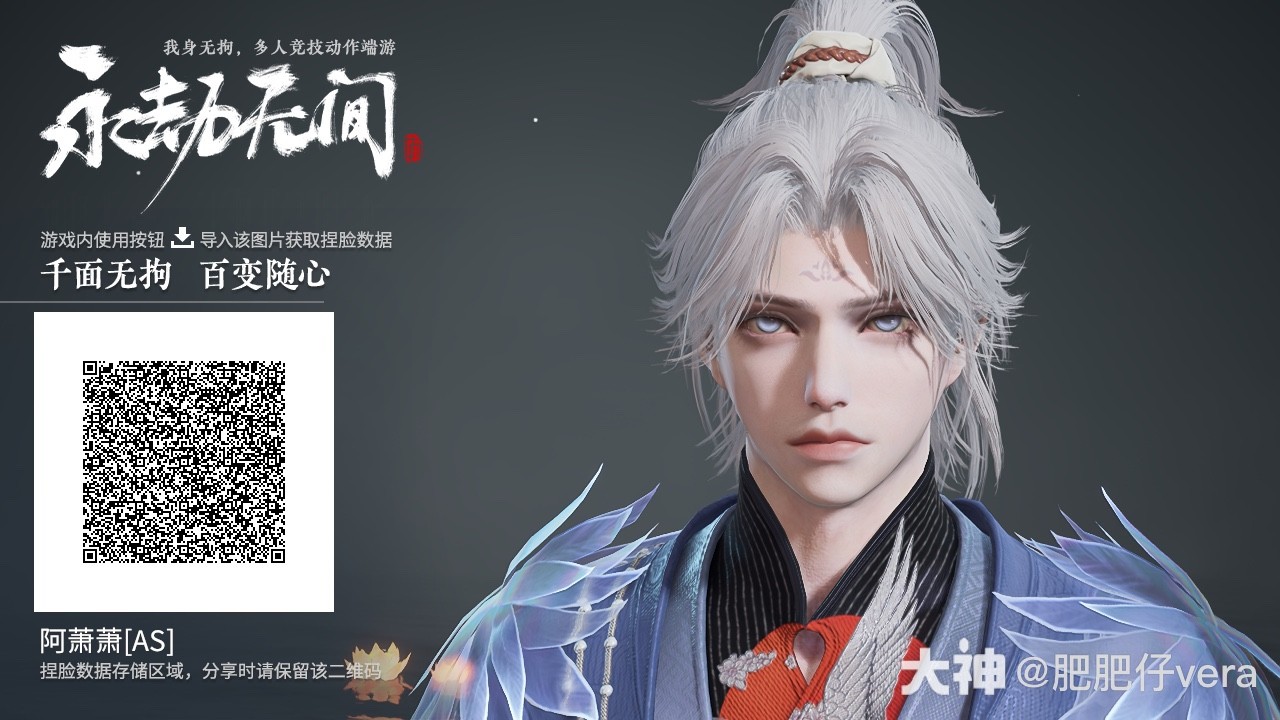 我身无拘，多人竞技动作端游
永劫无间
游戏内使用按钮 导入该图片获取捏脸数据
千面无拘 百变随心
阿萧萧[AS]
捏脸数据存储区域，分享时请保留该二维码
大神 @肥肥仔vera